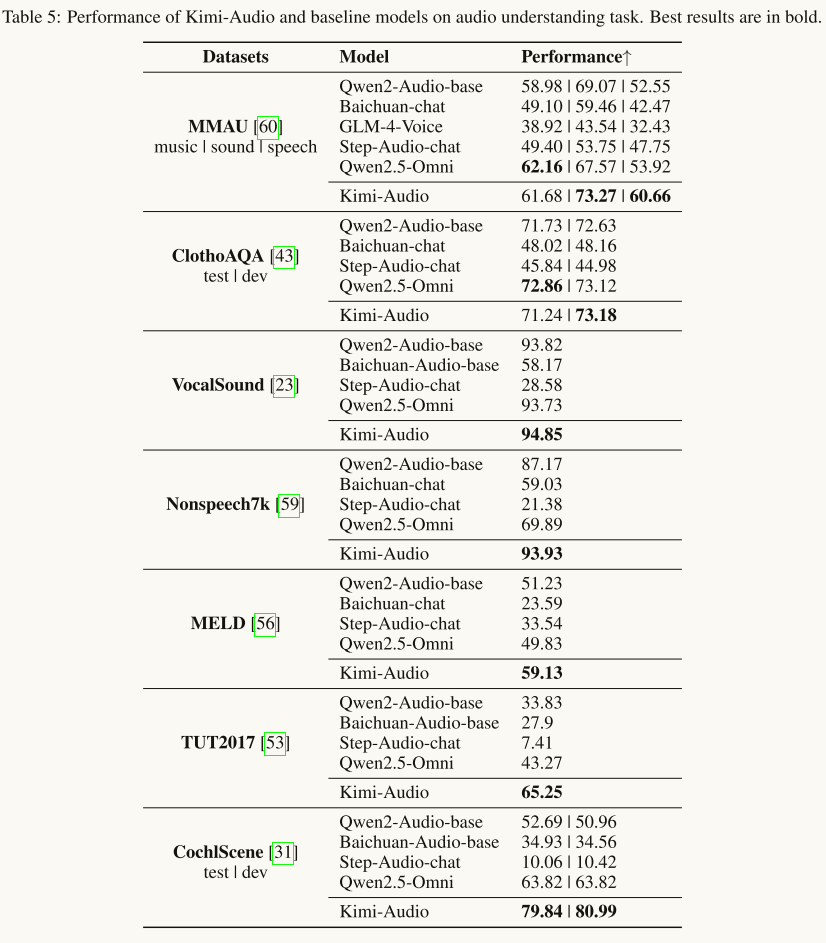 Table 5: Performance of Kimi-Audio and baseline models on audio understanding task. Best results are in bold.
Datasets Model Performance↑
MMAU [60]
music | sound | speech
Qwen2-Audio-base 58.98 | 69.07 | 52.55
Baichuan-chat 49.10 | 59.46 | 42.47
GLM-4-Voice 38.92 | 43.54 | 32.43
Step-Audio-chat 49.40 | 53.75 | 47.75
Qwen2.5-Omni 62.16 | 67.57 | 53.92
Kimi-Audio 61.68 | 73.27 | 60.66
ClothoAQA [43]
test | dev
Qwen2-Audio-base 71.73 | 72.63
Baichuan-chat 48.02 | 48.16
Step-Audio-chat 45.84 | 44.98
Qwen2.5-Omni 72.86 | 73.12
Kimi-Audio 71.24 | 73.18
VocalSound [23]
Qwen2-Audio-base 93.82
Baichuan-Audio-base 58.17
Step-Audio-chat 28.58
Qwen2.5-Omni 93.73
Kimi-Audio 94.85
Nonspeech7k [59]
Qwen2-Audio-base 87.17
Baichuan-chat 59.03
Step-Audio-chat 21.38
Qwen2.5-Omni 69.89
Kimi-Audio 93.93
MELD [56]
Qwen2-Audio-base 51.23
Baichuan-chat 23.59
Step-Audio-chat 33.54
Qwen2.5-Omni 49.83
Kimi-Audio 59.13
TUT2017 [53]
Qwen2-Audio-base 33.83
Baichuan-Audio-base 27.9
Step-Audio-chat 7.41
Qwen2.5-Omni 43.27
Kimi-Audio 65.25
CochlScene [31]
test | dev
Qwen2-Audio-base 52.69 | 50.96
Baichuan-Audio-base 34.93 | 34.56
Step-Audio-chat 10.06 | 10.42
Qwen2.5-Omni 63.82 | 63.82
Kimi-Audio 79.84 | 80.99